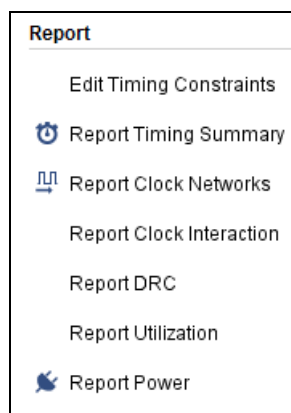 Report
Edit Timing Constraints
Report Timing Summary
Report Clock Networks
Report Clock Interaction
Report DRC
Report Utilization
Report Power